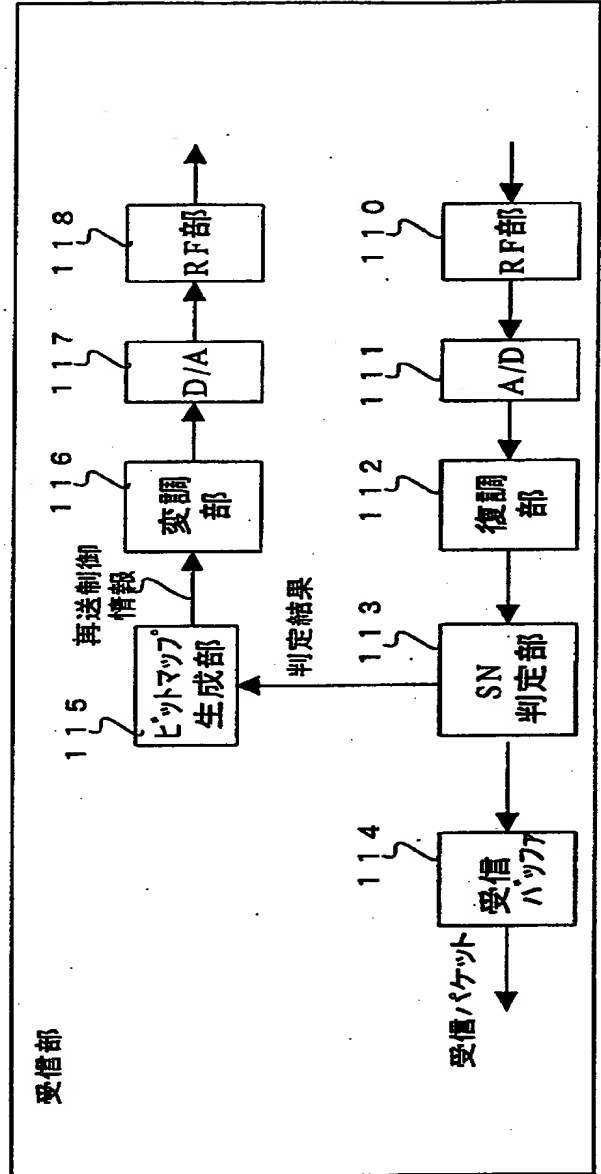 受信部
115
ビットマップ
生成部
再送制御
情報
116
変調
部
117
D/A
118
RF部
判定結果
受信パケット
114
受信
バッファ
113
SN
判定部
112
復調部
111
A/D
110
RF部